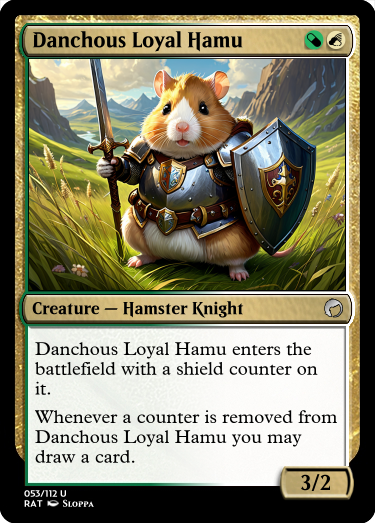 Danchous Loyal Hamu
Creature — Hamster Knight
Danchous Loyal Hamu enters the
battlefield with a shield counter on
it.
Whenever a counter is removed from
Danchous Loyal Hamu you may
draw a card.
3/2
053/112 U
RAT Sloppa